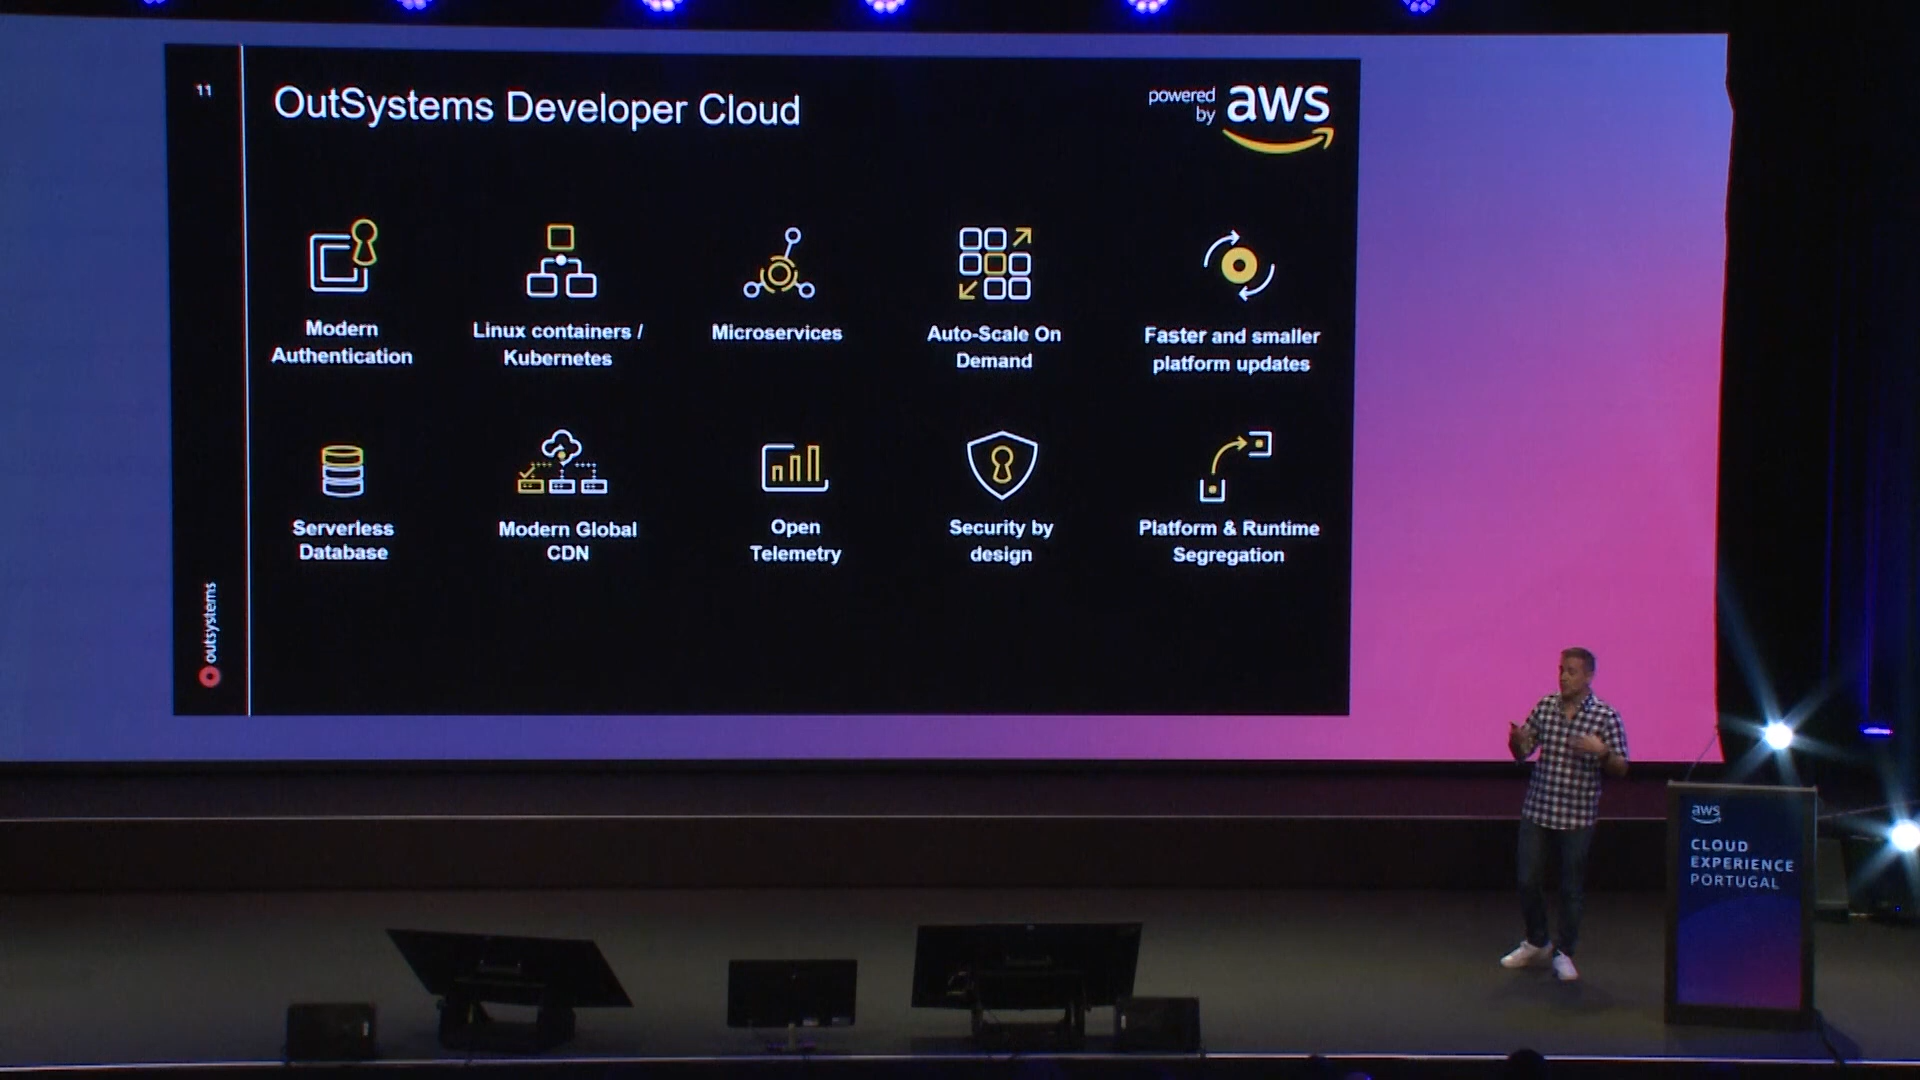 11
OutSystems Developer Cloud
powered
by
aws
Modern
Authentication
Linux containers /
Kubernetes
Microservices
Auto-Scale On
Demand
Faster and smaller
platform updates
Serverless
Database
Modern Global
CDN
Open
Telemetry
Security by
design
Platform & Runtime
Segregation
outsystems
aws
CLOUD
EXPERIENCE
PORTUGAL